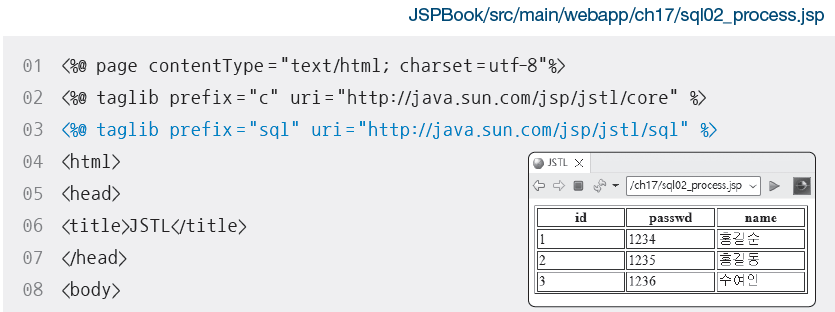 JSPBook/src/main/webapp/ch17/sql02_process.jsp
01 <%@ page contentType="text/html; charset=utf-8"%>
02 <%@ taglib prefix="c" uri="http://java.sun.com/jsp/jstl/core" %>
03 <%@ taglib prefix="sql" uri="http://java.sun.com/jsp/jstl/sql" %>
04 <html>
05 <head>
06 <title>JSTL</title>
07 </head>
08 <body>
JSTL
/ch17/sql02_process.jsp
id passwd name
1 1234 홍길순
2 1235 홍길동
3 1236 수여인